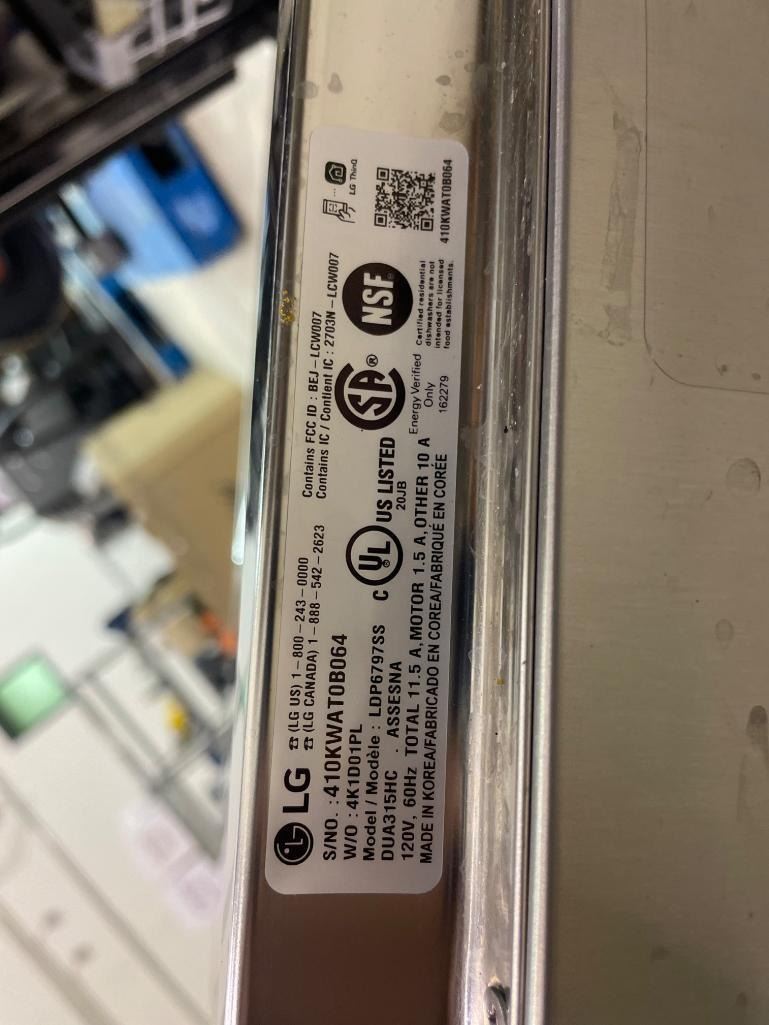 LG
☎ (LG US) 1-800-243-0000
☎ (LG CANADA) 1-888-542-2623
Contains FCC ID : BEJ-LCW007
Contains IC / Contient IC : 2703N-LCW007
LG ThinQ
S/NO. : 410KWAT0B064
W/O : 4K1D01PL
Model / Modèle : LDP6797SS
DUA315HC . ASSESNA
120V, 60Hz TOTAL 11.5 A, MOTOR 1.5 A, OTHER 10 A
MADE IN KOREA/FABRICADO EN COREA/FABRIQUÉ EN CORÉE
C UL ® US LISTED
20JB
SA ®
Energy Verified
Only
162279
NSF
Certified residential
dishwashers are not
intended for licensed
food establishments.
410KWAT0B064